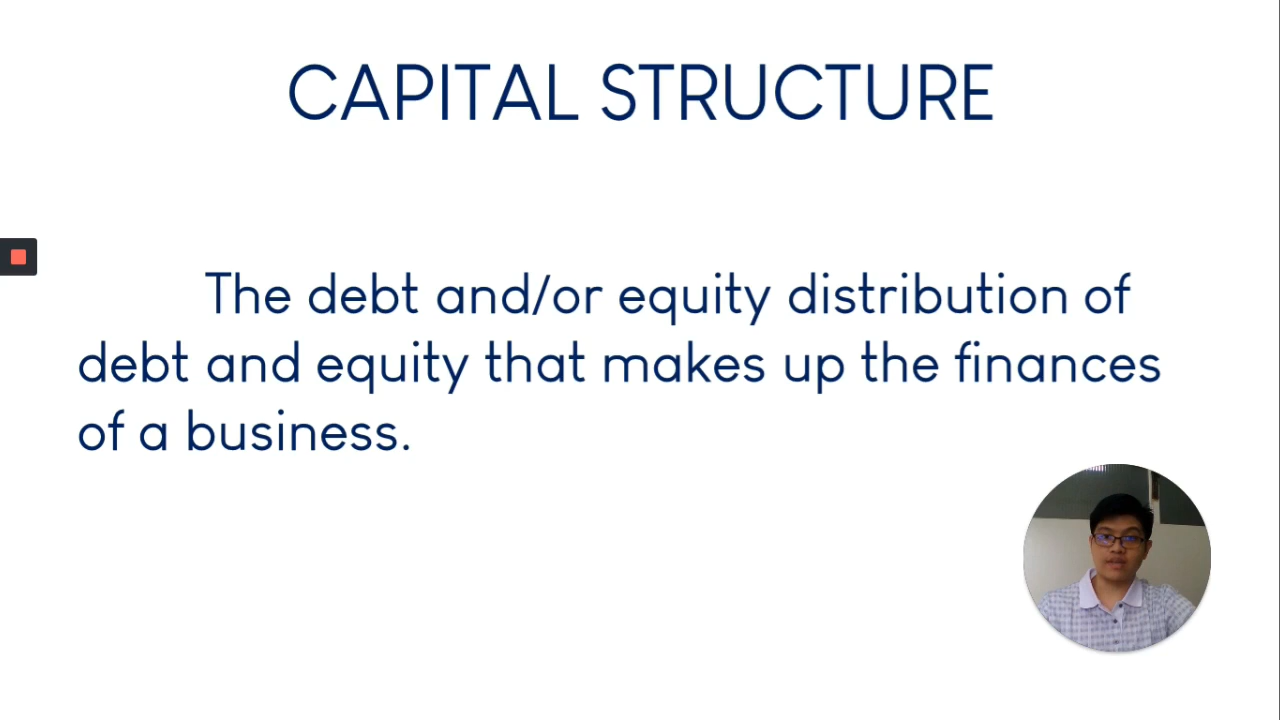 CAPITAL STRUCTURE
The debt and/or equity distribution of
debt and equity that makes up the finances
of a business.